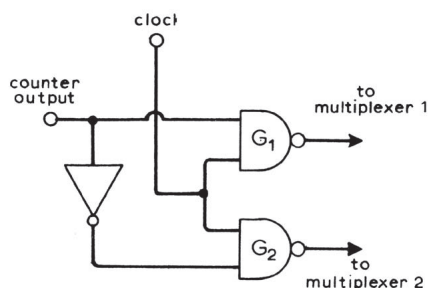 clock
counter
output
to
multiplexer 1
G1
G2
to
multiplexer 2